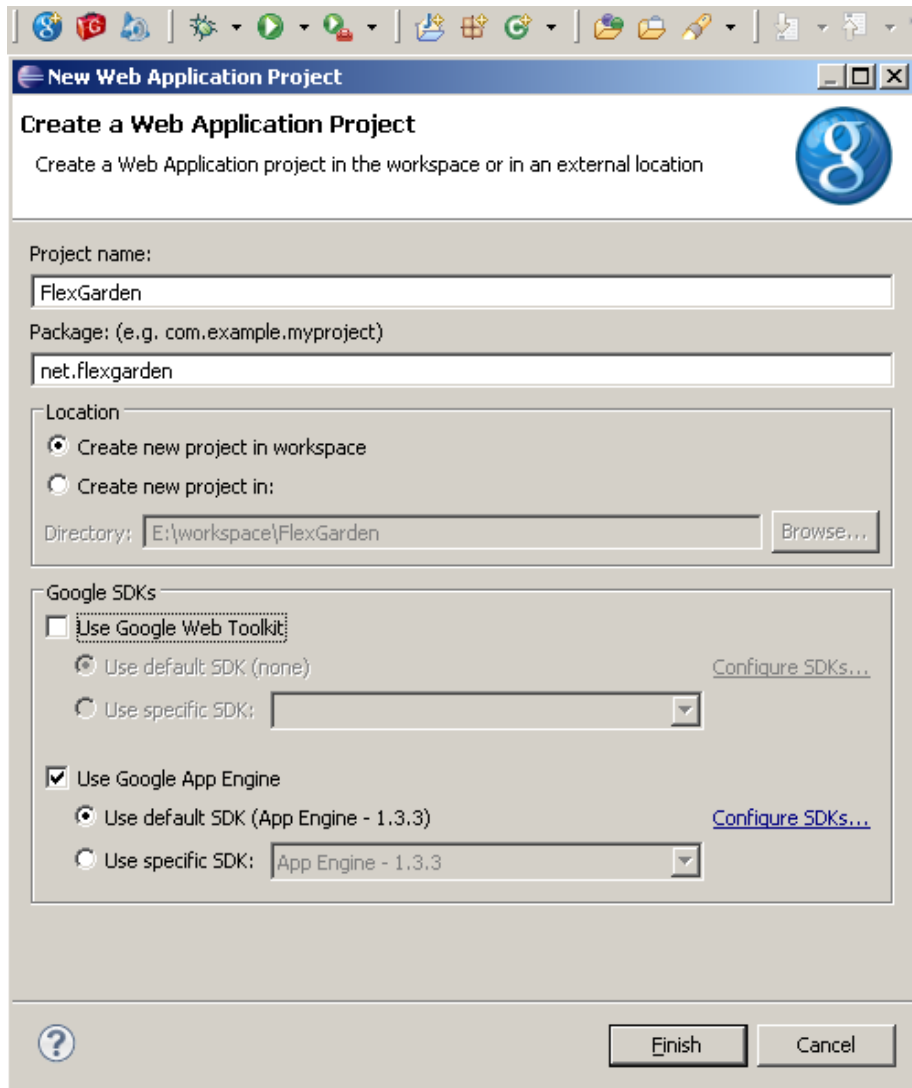 New Web Application Project
Create a Web Application Project
Create a Web Application project in the workspace or in an external location
Project name:
FlexGarden
Package: (e.g. com.example.myproject)
net.flexgarden
Location
Create new project in workspace
Create new project in:
Directory: E:\workspace\FlexGarden Browse...
Google SDKs
Use Google Web Toolkit
Use default SDK (none) Configure SDKs...
Use specific SDK:
Use Google App Engine
Use default SDK (App Engine - 1.3.3) Configure SDKs...
Use specific SDK: App Engine - 1.3.3
Finish Cancel